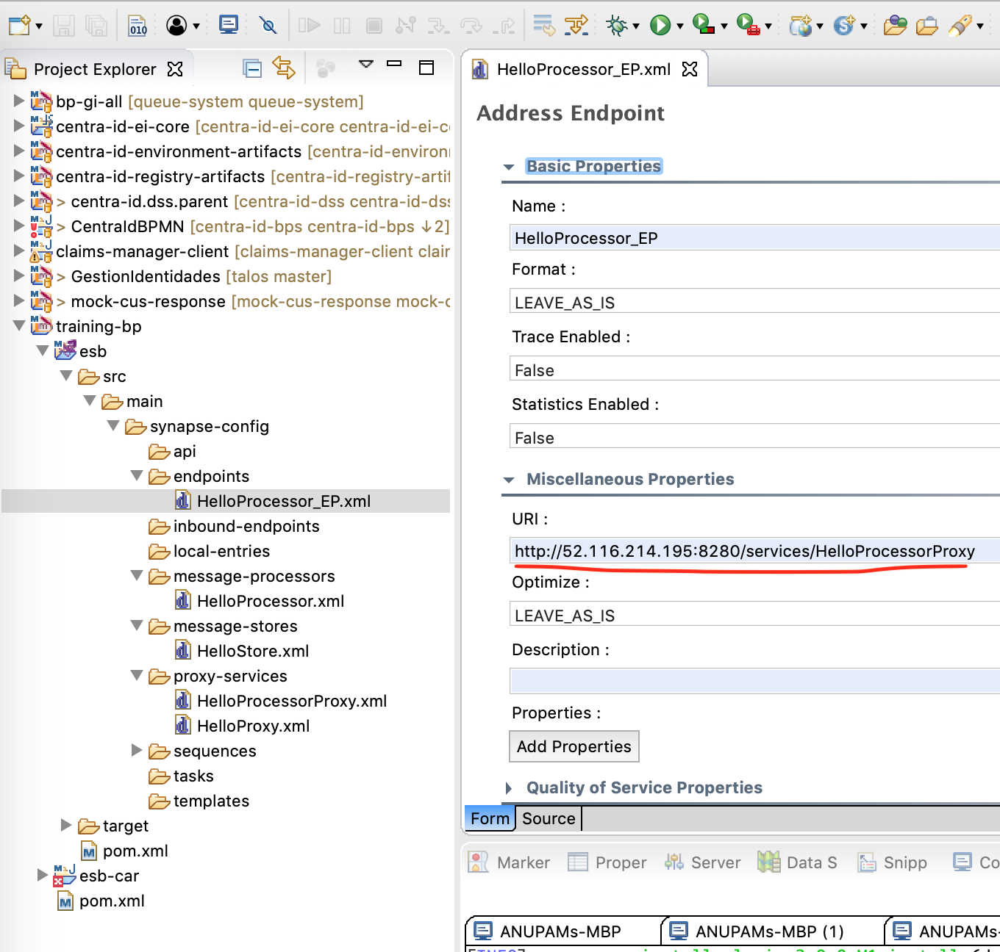 010
Project Explorer
bp-gi-all [queue-system queue-system]
centra-id-ei-core [centra-id-ei-core centra-id-ei-c
centra-id-environment-artifacts [centra-id-environ
centra-id-registry-artifacts [centra-id-registry-artif
> centra-id.dss.parent [centra-id-dss centra-id-dss
> CentraIdBPMN [centra-id-bps centra-id-bps ↓2]
claims-manager-client [claims-manager-client clair
> GestionIdentidades [talos master]
> mock-cus-response [mock-cus-response mock-c
training-bp
esb
src
main
synapse-config
api
endpoints
HelloProcessor_EP.xml
inbound-endpoints
local-entries
message-processors
HelloProcessor.xml
message-stores
HelloStore.xml
proxy-services
HelloProcessorProxy.xml
HelloProxy.xml
sequences
tasks
templates
target
pom.xml
esb-car
pom.xml
HelloProcessor_EP.xml
Address Endpoint
Basic Properties
Name :
HelloProcessor_EP
Format :
LEAVE_AS_IS
Trace Enabled :
False
Statistics Enabled :
False
Miscellaneous Properties
URI :
http://52.116.214.195:8280/services/HelloProcessorProxy
Optimize :
LEAVE_AS_IS
Description :
Properties :
Add Properties
Quality of Service Properties
Form Source
Marker Proper Server Data S Snipp Co
ANUPAMs-MBP ANUPAMs-MBP (1) ANUPAMs-